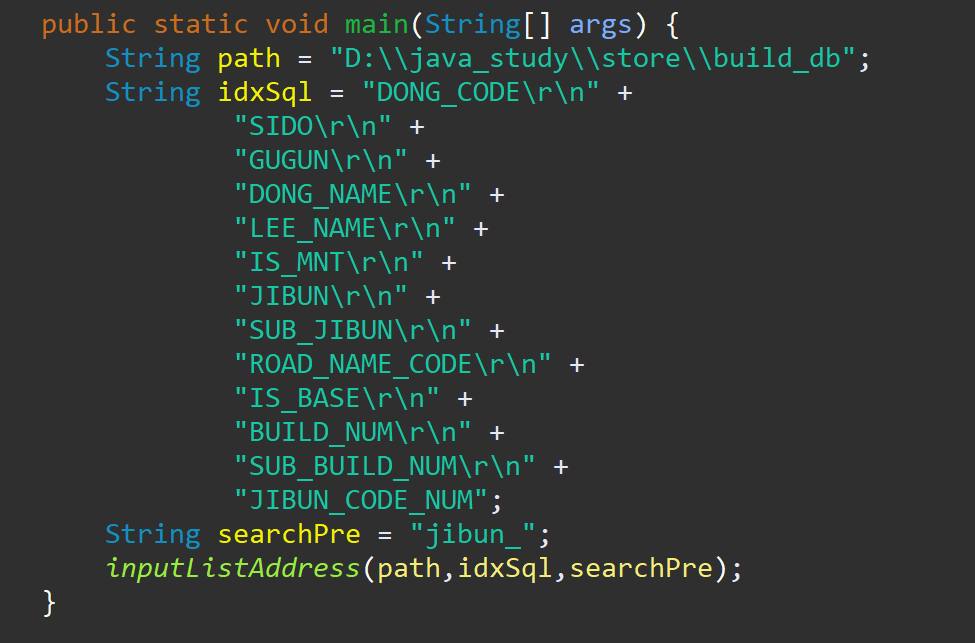 public static void main(String[] args) {
    String path = "D:\\java_study\\store\\build_db";
    String idxSql = "DONG_CODE\r\n" +
            "SIDO\r\n" +
            "GUGUN\r\n" +
            "DONG_NAME\r\n" +
            "LEE_NAME\r\n" +
            "IS_MNT\r\n" +
            "JIBUN\r\n" +
            "SUB_JIBUN\r\n" +
            "ROAD_NAME_CODE\r\n" +
            "IS_BASE\r\n" +
            "BUILD_NUM\r\n" +
            "SUB_BUILD_NUM\r\n" +
            "JIBUN_CODE_NUM";
    String searchPre = "jibun_";
    inputListAddress(path,idxSql,searchPre);
}